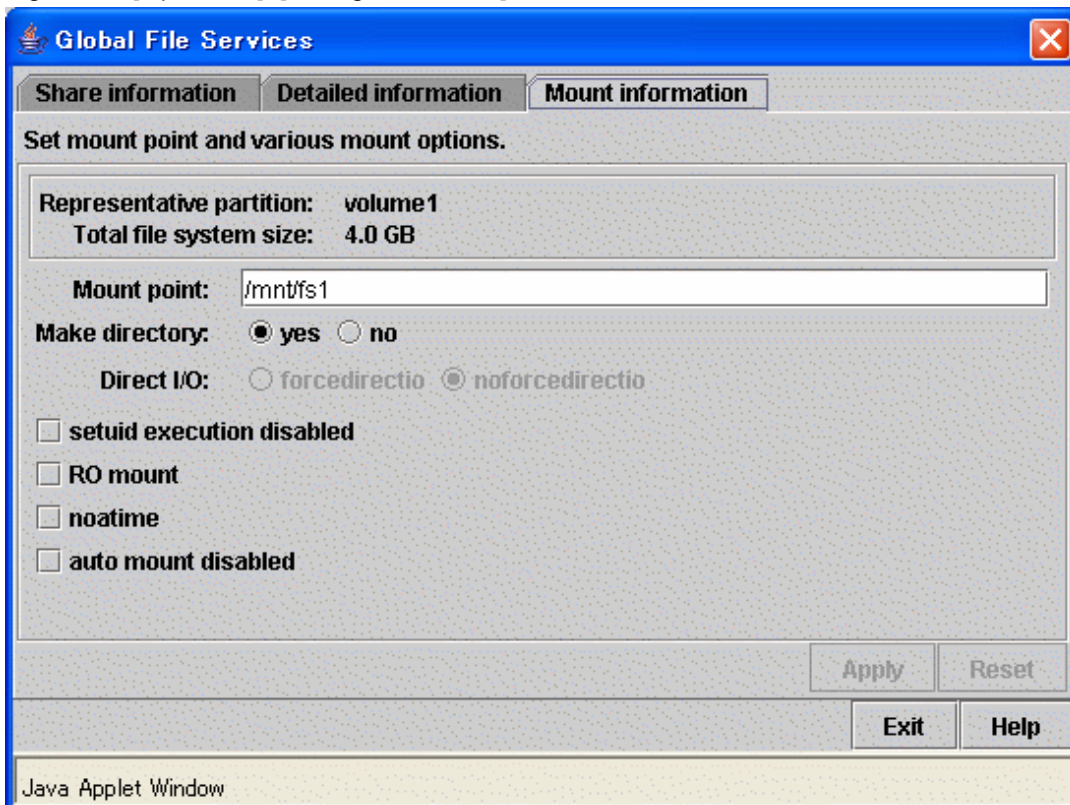 Global File Services
Share information Detailed information Mount information
Set mount point and various mount options.
Representative partition: volume1
Total file system size: 4.0 GB
Mount point: /mnt/fs1
Make directory: yes no
Direct I/O: forcedirectio noforcedirectio
setuid execution disabled
RO mount
noatime
auto mount disabled
Apply Reset
Exit Help
Java Applet Window